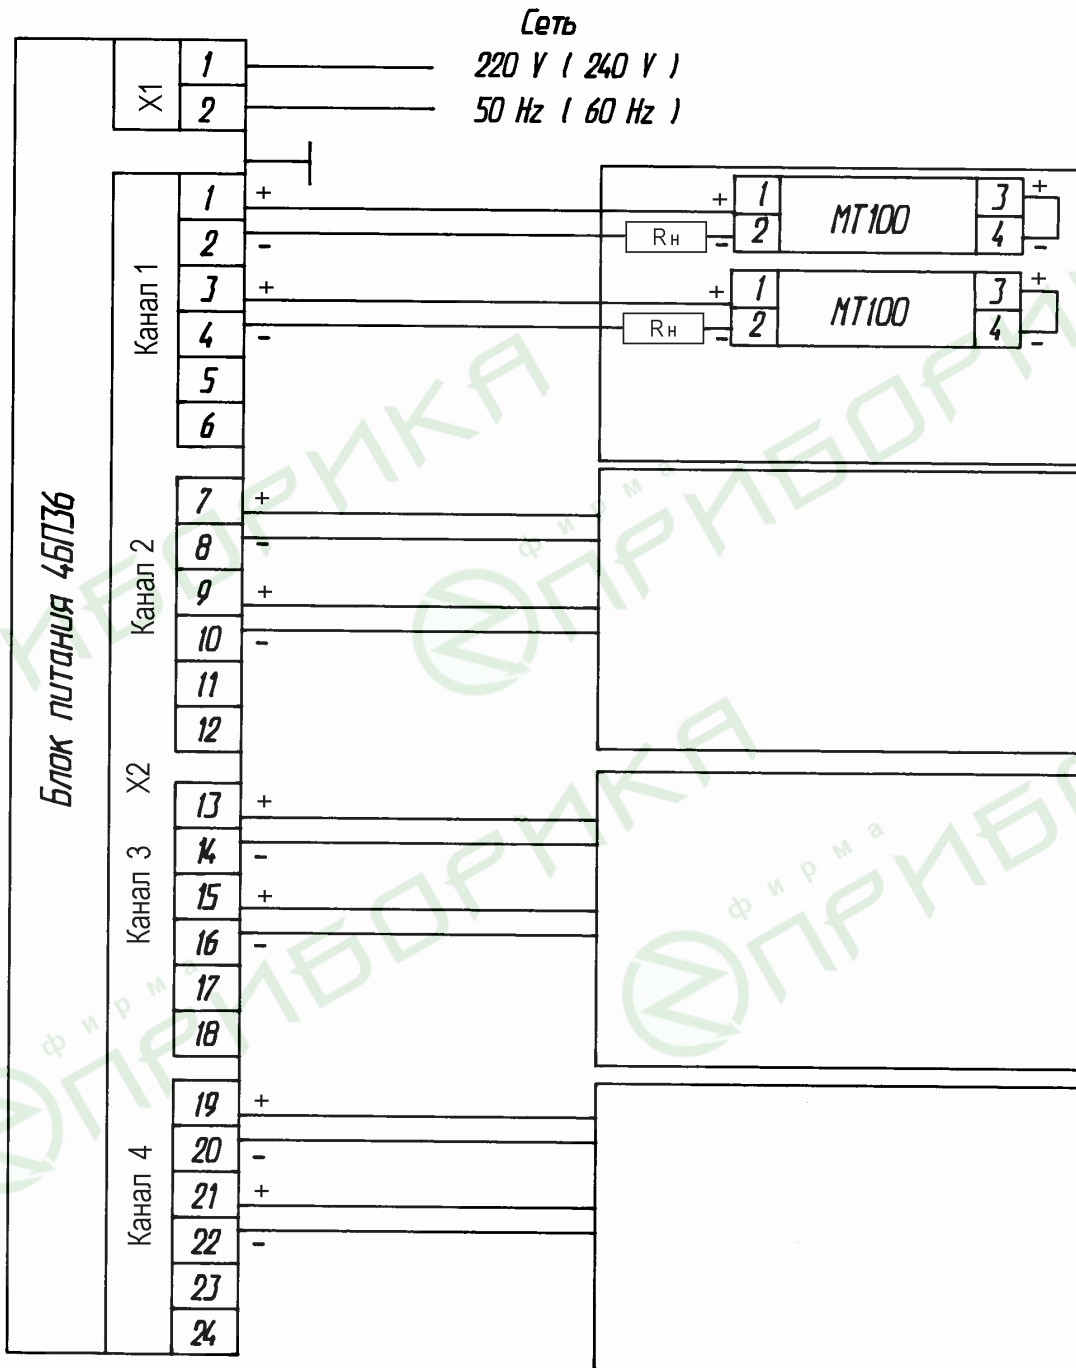 Сеть
220 V ( 240 V )
50 Hz ( 60 Hz )
Блок питания 4БП36
X1
1
2
X2
Канал 1
1 +
2 -
3 +
4 -
5
6
Rн
+ 1
- 2
МТ100
3 +
4 -
Rн
+ 1
- 2
МТ100
3 +
4 -
Канал 2
7 +
8 -
9 +
10 -
11
12
Канал 3
13 +
14 -
15 +
16 -
17
18
Канал 4
19 +
20 -
21 +
22 -
23
24
фирма
ПРИБОРИКА